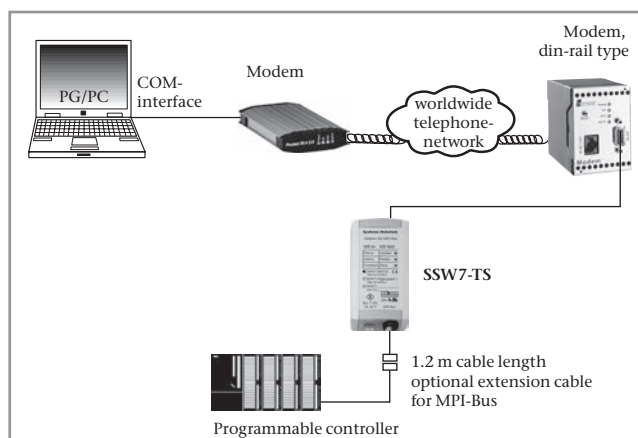 Modem,
din-rail type
Modem
COM-
interface
PG/PC
worldwide
telephone-
network
Modem
SSW7-TS
1.2 m cable length
optional extension cable
for MPI-Bus
Programmable controller